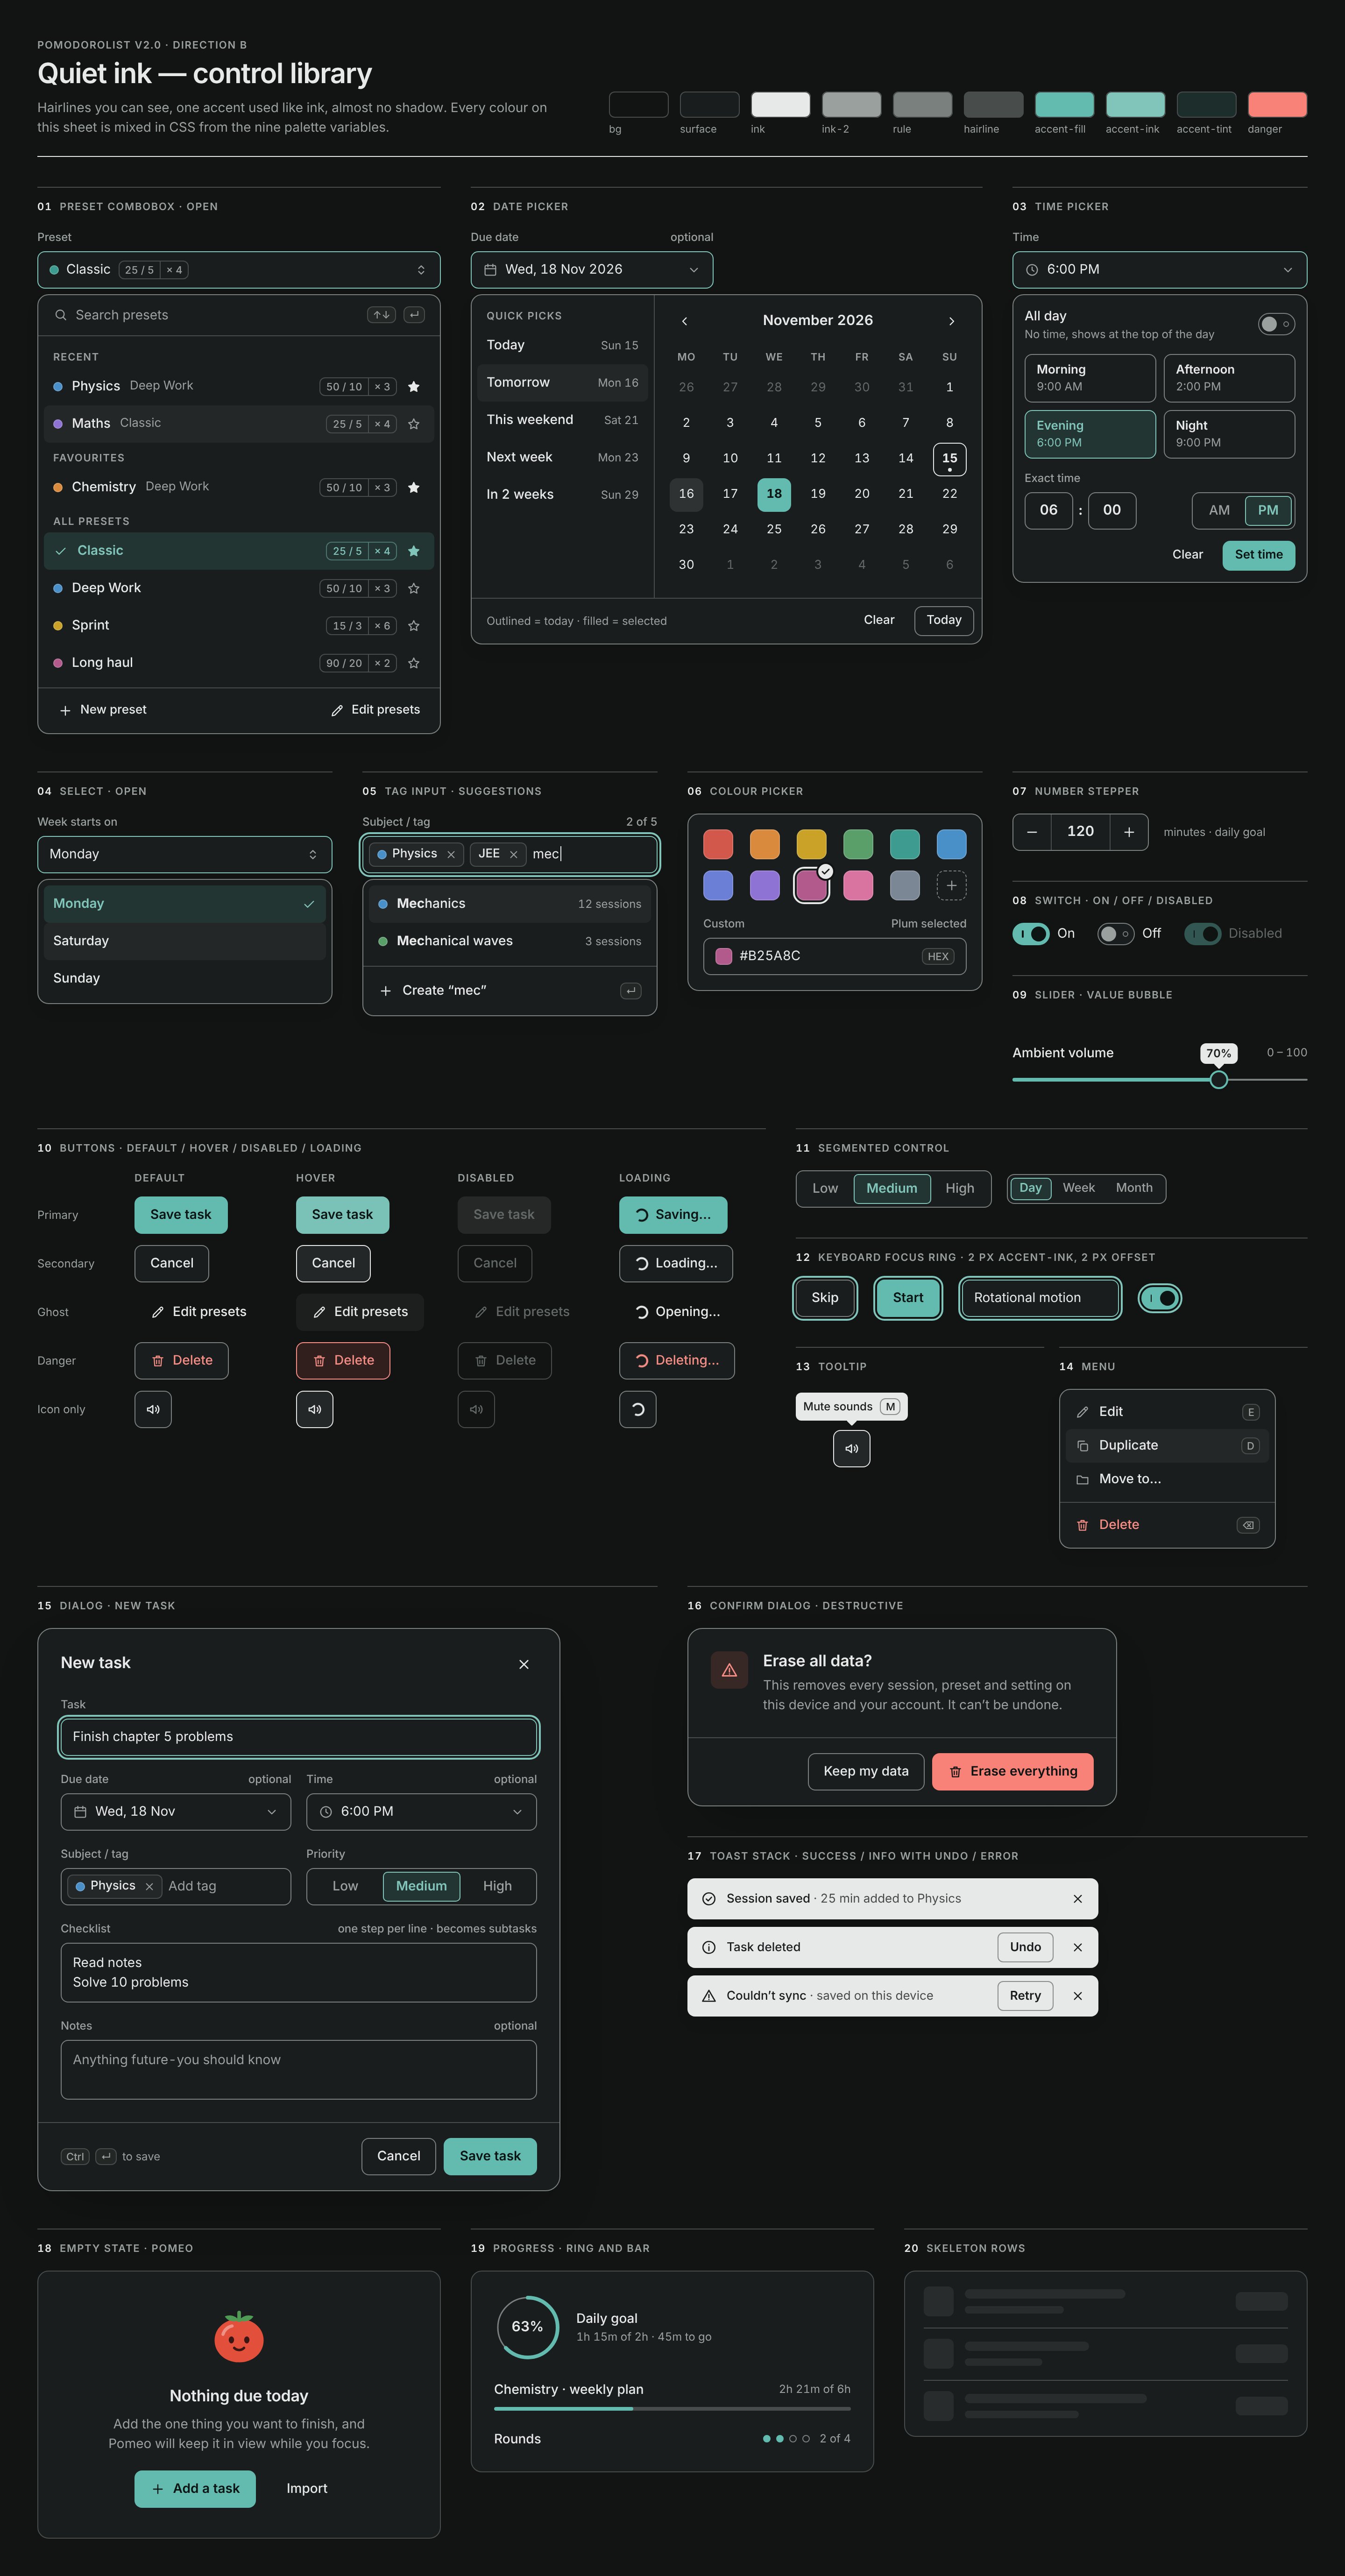 POMODOROLIST V2.0 · DIRECTION B
Quiet ink — control library
Hairlines you can see, one accent used like ink, almost no shadow. Every colour on
this sheet is mixed in CSS from the nine palette variables.
bg surface ink ink-2 rule hairline accent-fill accent-ink accent-tint danger
01 PRESET COMBOBOX · OPEN
Preset
Classic 25 / 5 × 4
Search presets ↑↓ ↵
RECENT
Physics Deep Work 50 / 10 × 3
Maths Classic 25 / 5 × 4
FAVOURITES
Chemistry Deep Work 50 / 10 × 3
ALL PRESETS
Classic 25 / 5 × 4
Deep Work 50 / 10 × 3
Sprint 15 / 3 × 6
Long haul 90 / 20 × 2
New preset Edit presets
02 DATE PICKER
Due date optional
Wed, 18 Nov 2026
QUICK PICKS
Today Sun 15
Tomorrow Mon 16
This weekend Sat 21
Next week Mon 23
In 2 weeks Sun 29
November 2026
MO TU WE TH FR SA SU
26 27 28 29 30 31 1
2 3 4 5 6 7 8
9 10 11 12 13 14 15
16 17 18 19 20 21 22
23 24 25 26 27 28 29
30 1 2 3 4 5 6
Outlined = today · filled = selected Clear Today
03 TIME PICKER
Time
6:00 PM
All day
No time, shows at the top of the day
Morning
9:00 AM
Afternoon
2:00 PM
Evening
6:00 PM
Night
9:00 PM
Exact time
06 : 00 AM PM
Clear Set time
04 SELECT · OPEN
Week starts on
Monday
Monday
Saturday
Sunday
05 TAG INPUT · SUGGESTIONS
Subject / tag 2 of 5
Physics JEE mec
Mechanics 12 sessions
Mechanical waves 3 sessions
Create “mec” ↵
06 COLOUR PICKER
Custom Plum selected
#B25A8C HEX
07 NUMBER STEPPER
− 120 + minutes · daily goal
08 SWITCH · ON / OFF / DISABLED
On Off Disabled
09 SLIDER · VALUE BUBBLE
Ambient volume 70% 0 – 100
10 BUTTONS · DEFAULT / HOVER / DISABLED / LOADING
DEFAULT HOVER DISABLED LOADING
Primary Save task Save task Save task Saving…
Secondary Cancel Cancel Cancel Loading…
Ghost Edit presets Edit presets Edit presets Opening…
Danger Delete Delete Delete Deleting…
Icon only
11 SEGMENTED CONTROL
Low Medium High Day Week Month
12 KEYBOARD FOCUS RING · 2 PX ACCENT-INK, 2 PX OFFSET
Skip Start Rotational motion
13 TOOLTIP
Mute sounds M
14 MENU
Edit E
Duplicate D
Move to…
Delete ⌫
15 DIALOG · NEW TASK
New task
Task
Finish chapter 5 problems
Due date optional Time optional
Wed, 18 Nov 6:00 PM
Subject / tag Priority
Physics Add tag Low Medium High
Checklist one step per line · becomes subtasks
Read notes
Solve 10 problems
Notes optional
Anything future-you should know
Ctrl ↵ to save Cancel Save task
16 CONFIRM DIALOG · DESTRUCTIVE
Erase all data?
This removes every session, preset and setting on
this device and your account. It can’t be undone.
Keep my data Erase everything
17 TOAST STACK · SUCCESS / INFO WITH UNDO / ERROR
Session saved · 25 min added to Physics
Task deleted Undo
Couldn’t sync · saved on this device Retry
18 EMPTY STATE · POMEO
Nothing due today
Add the one thing you want to finish, and
Pomeo will keep it in view while you focus.
Add a task Import
19 PROGRESS · RING AND BAR
63%
Daily goal
1h 15m of 2h · 45m to go
Chemistry · weekly plan 2h 21m of 6h
Rounds 2 of 4
20 SKELETON ROWS